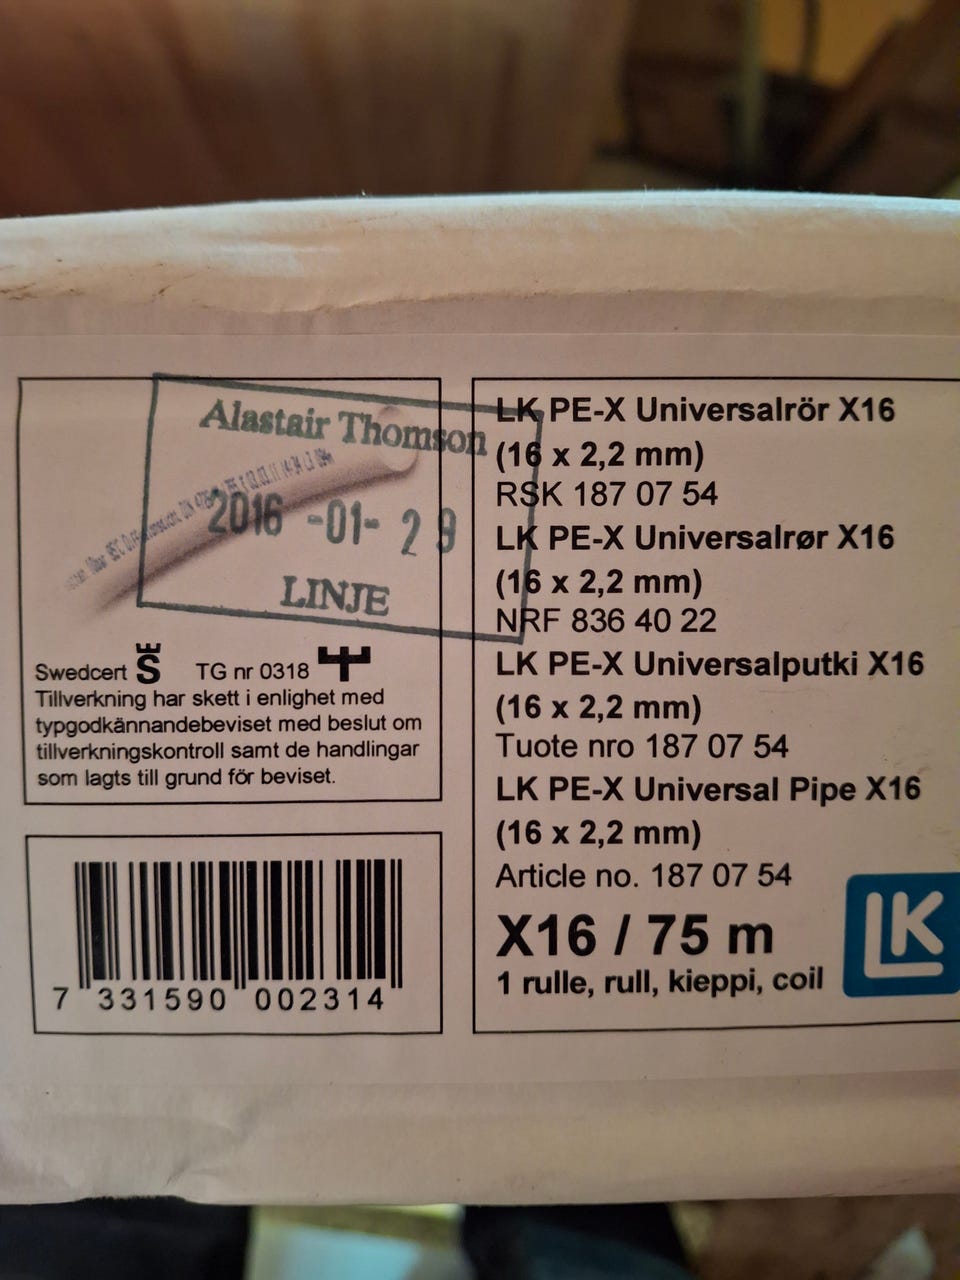 Alastair Thomson
2016 -01- 29
LINJE
Swedcert S TG nr 0318
Tillverkning har skett i enlighet med
typgodkännandebeviset med beslut om
tillverkningskontroll samt de handlingar
som lagts till grund för beviset.
7 331590 002314
LK PE-X Universalrör X16
(16 x 2,2 mm)
RSK 187 07 54
LK PE-X Universalrør X16
(16 x 2,2 mm)
NRF 836 40 22
LK PE-X Universalputki X16
(16 x 2,2 mm)
Tuote nro 187 07 54
LK PE-X Universal Pipe X16
(16 x 2,2 mm)
Article no. 187 07 54
X16 / 75 m
1 rulle, rull, kieppi, coil
LK